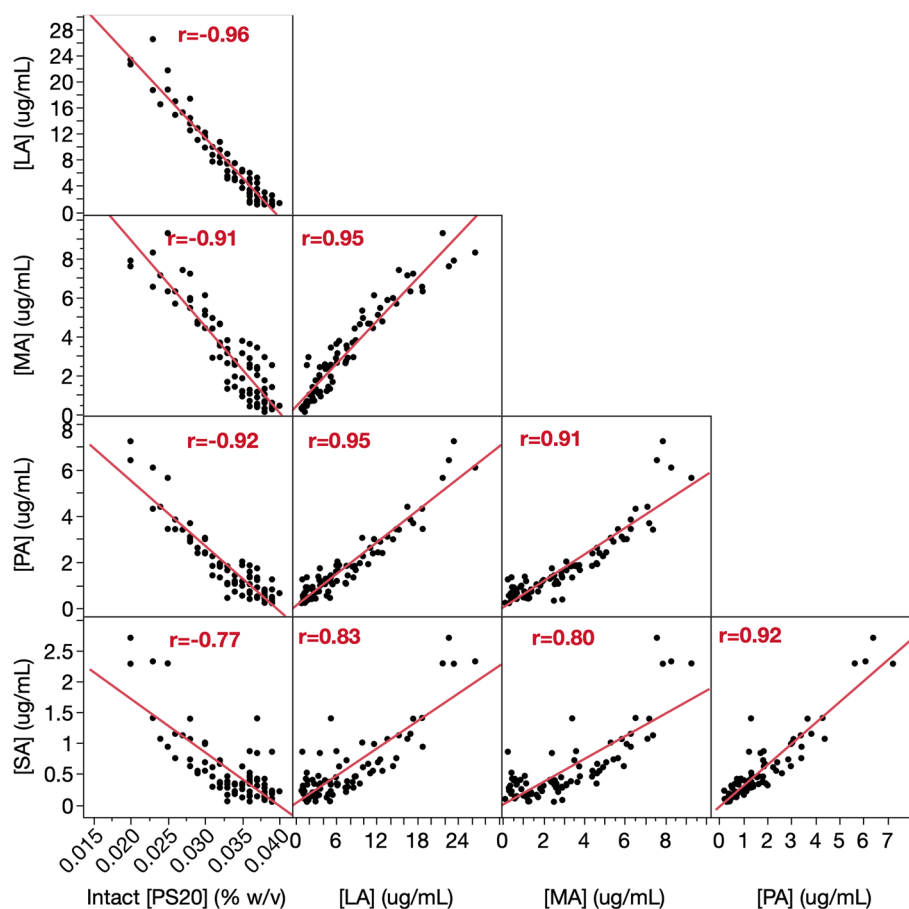 28
24
20
16
12
8
4
0
[LA] (ug/mL)
r=-0.96
8
6
4
2
0
[MA] (ug/mL)
r=-0.91
r=0.95
8
6
4
2
0
[PA] (ug/mL)
r=-0.92
r=0.95
r=0.91
2.5
2
1.5
1
0.5
0
[SA] (ug/mL)
r=-0.77
r=0.83
r=0.80
r=0.92
0.015 0.020 0.025 0.030 0.035 0.040
0 6 12 18 24
0 2 4 6 8
0 1 2 3 4 5 6 7
Intact [PS20] (% w/v) [LA] (ug/mL) [MA] (ug/mL) [PA] (ug/mL)